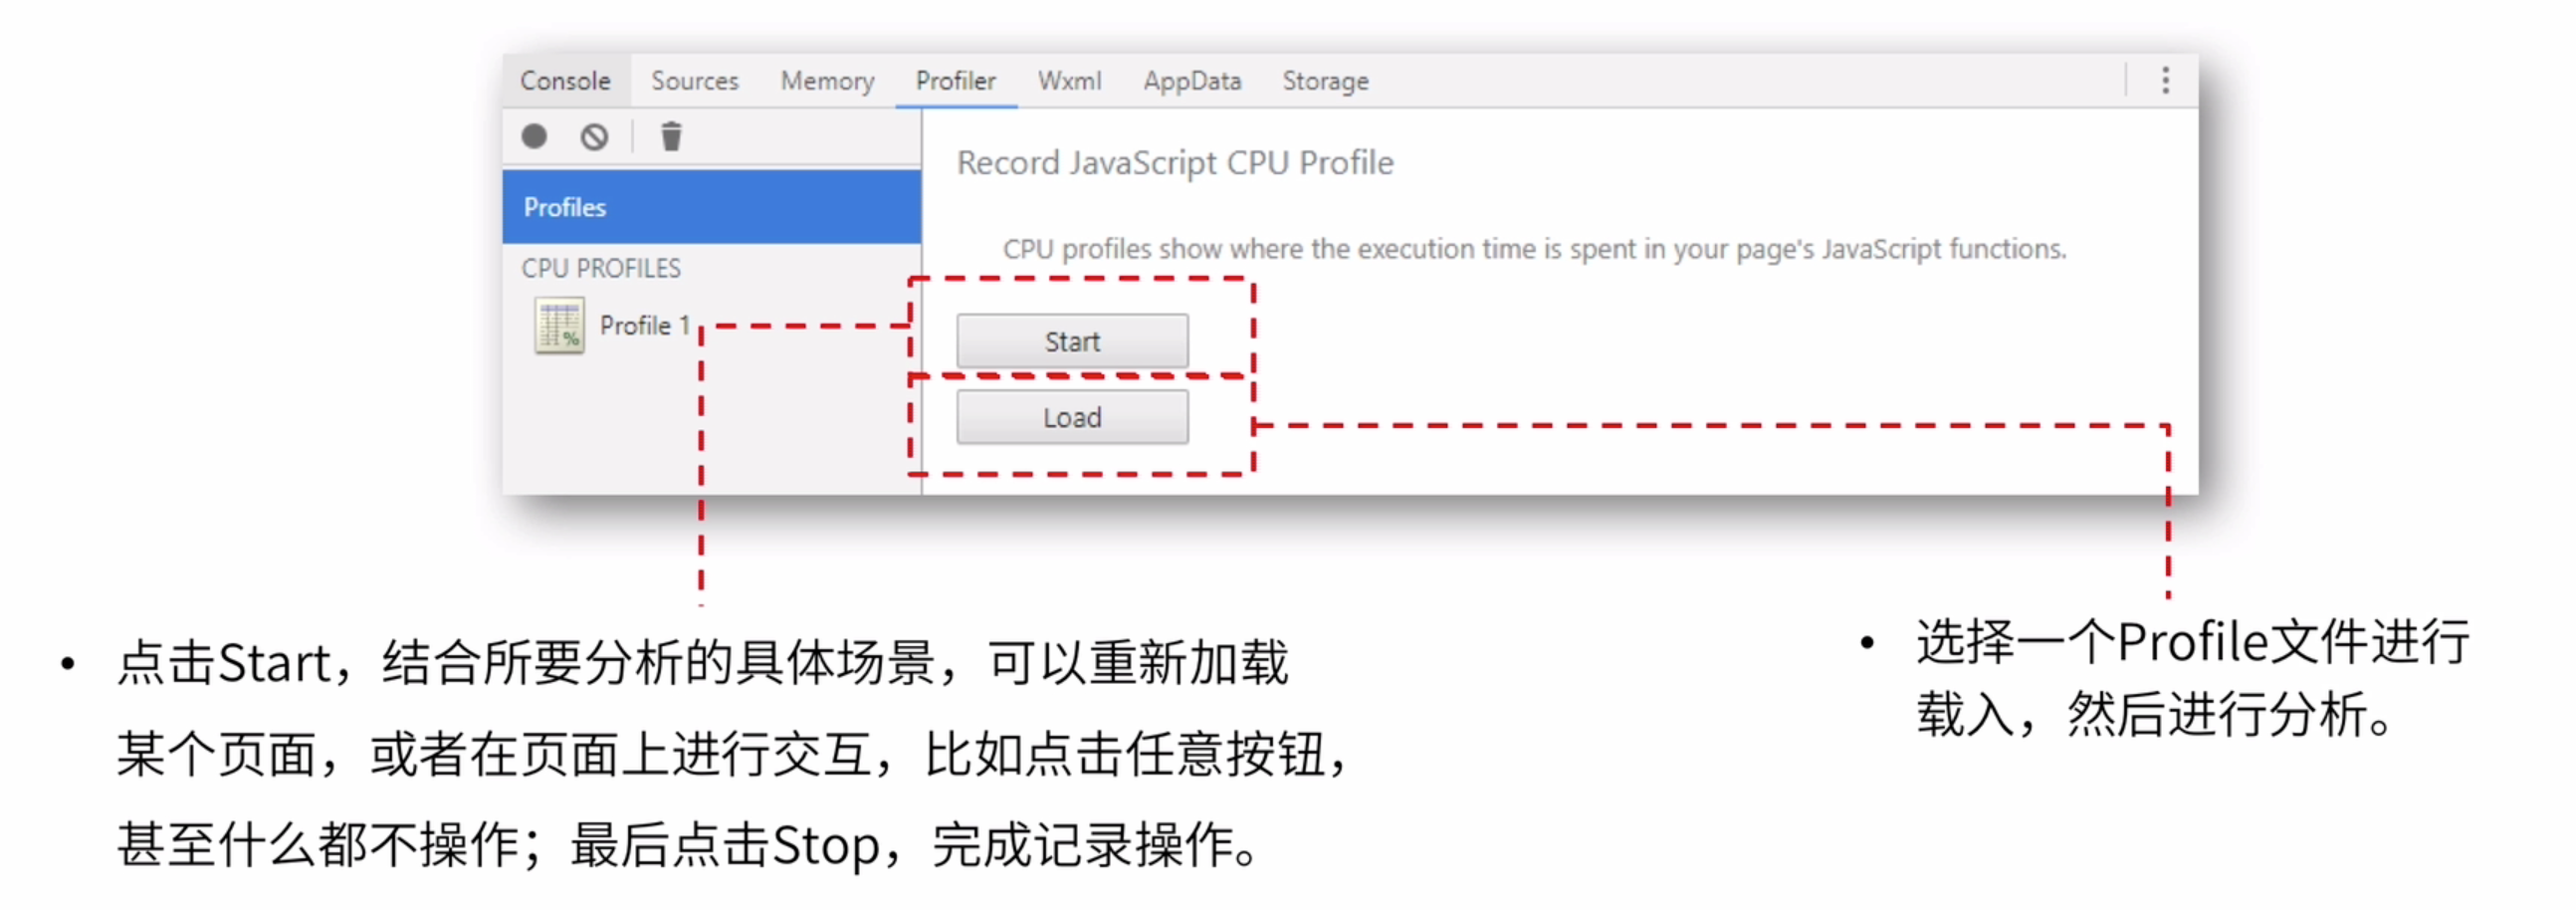 Console Sources Memory Profiler Wxml AppData Storage
Profiles
CPU PROFILES
Profile 1
%
Record JavaScript CPU Profile
CPU profiles show where the execution time is spent in your page's JavaScript functions.
Start
Load
• 点击Start，结合所要分析的具体场景，可以重新加载
某个页面，或者在页面上进行交互，比如点击任意按钮，
甚至什么都不操作；最后点击Stop，完成记录操作。
• 选择一个Profile文件进行
载入，然后进行分析。